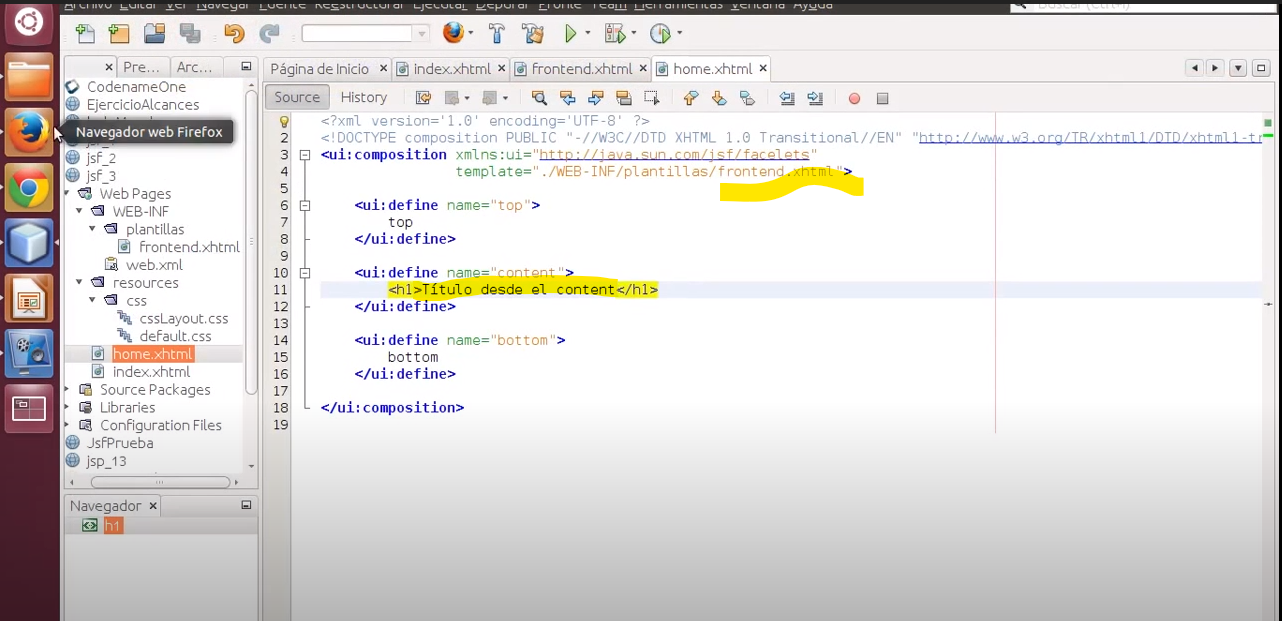 Archivo Editar Ver Navegar Fuente Reestructurar Ejecutar Depurar Profile Team Herramientas Ventana Ayuda
Buscar (Ctrl+I)
Pre...
Arc...
Página de Inicio
index.xhtml
frontend.xhtml
home.xhtml
Source
History
CodenameOne
EjercicioAlcances
Navegador web Firefox
jsf_2
jsf_3
Web Pages
WEB-INF
plantillas
frontend.xhtml
web.xml
resources
css
cssLayout.css
default.css
home.xhtml
index.xhtml
Source Packages
Libraries
Configuration Files
JsfPrueba
jsp_13
Navegador
h1
1 <?xml version='1.0' encoding='UTF-8' ?>
2 <!DOCTYPE composition PUBLIC "-//W3C//DTD XHTML 1.0 Transitional//EN" "http://www.w3.org/TR/xhtml1/DTD/xhtml1-tr
3 <ui:composition xmlns:ui="http://java.sun.com/jsf/facelets"
4 template="./WEB-INF/plantillas/frontend.xhtml">
5
6 <ui:define name="top">
7 top
8 </ui:define>
9
10 <ui:define name="content">
11 <h1>Título desde el content</h1>
12 </ui:define>
13
14 <ui:define name="bottom">
15 bottom
16 </ui:define>
17
18 </ui:composition>
19